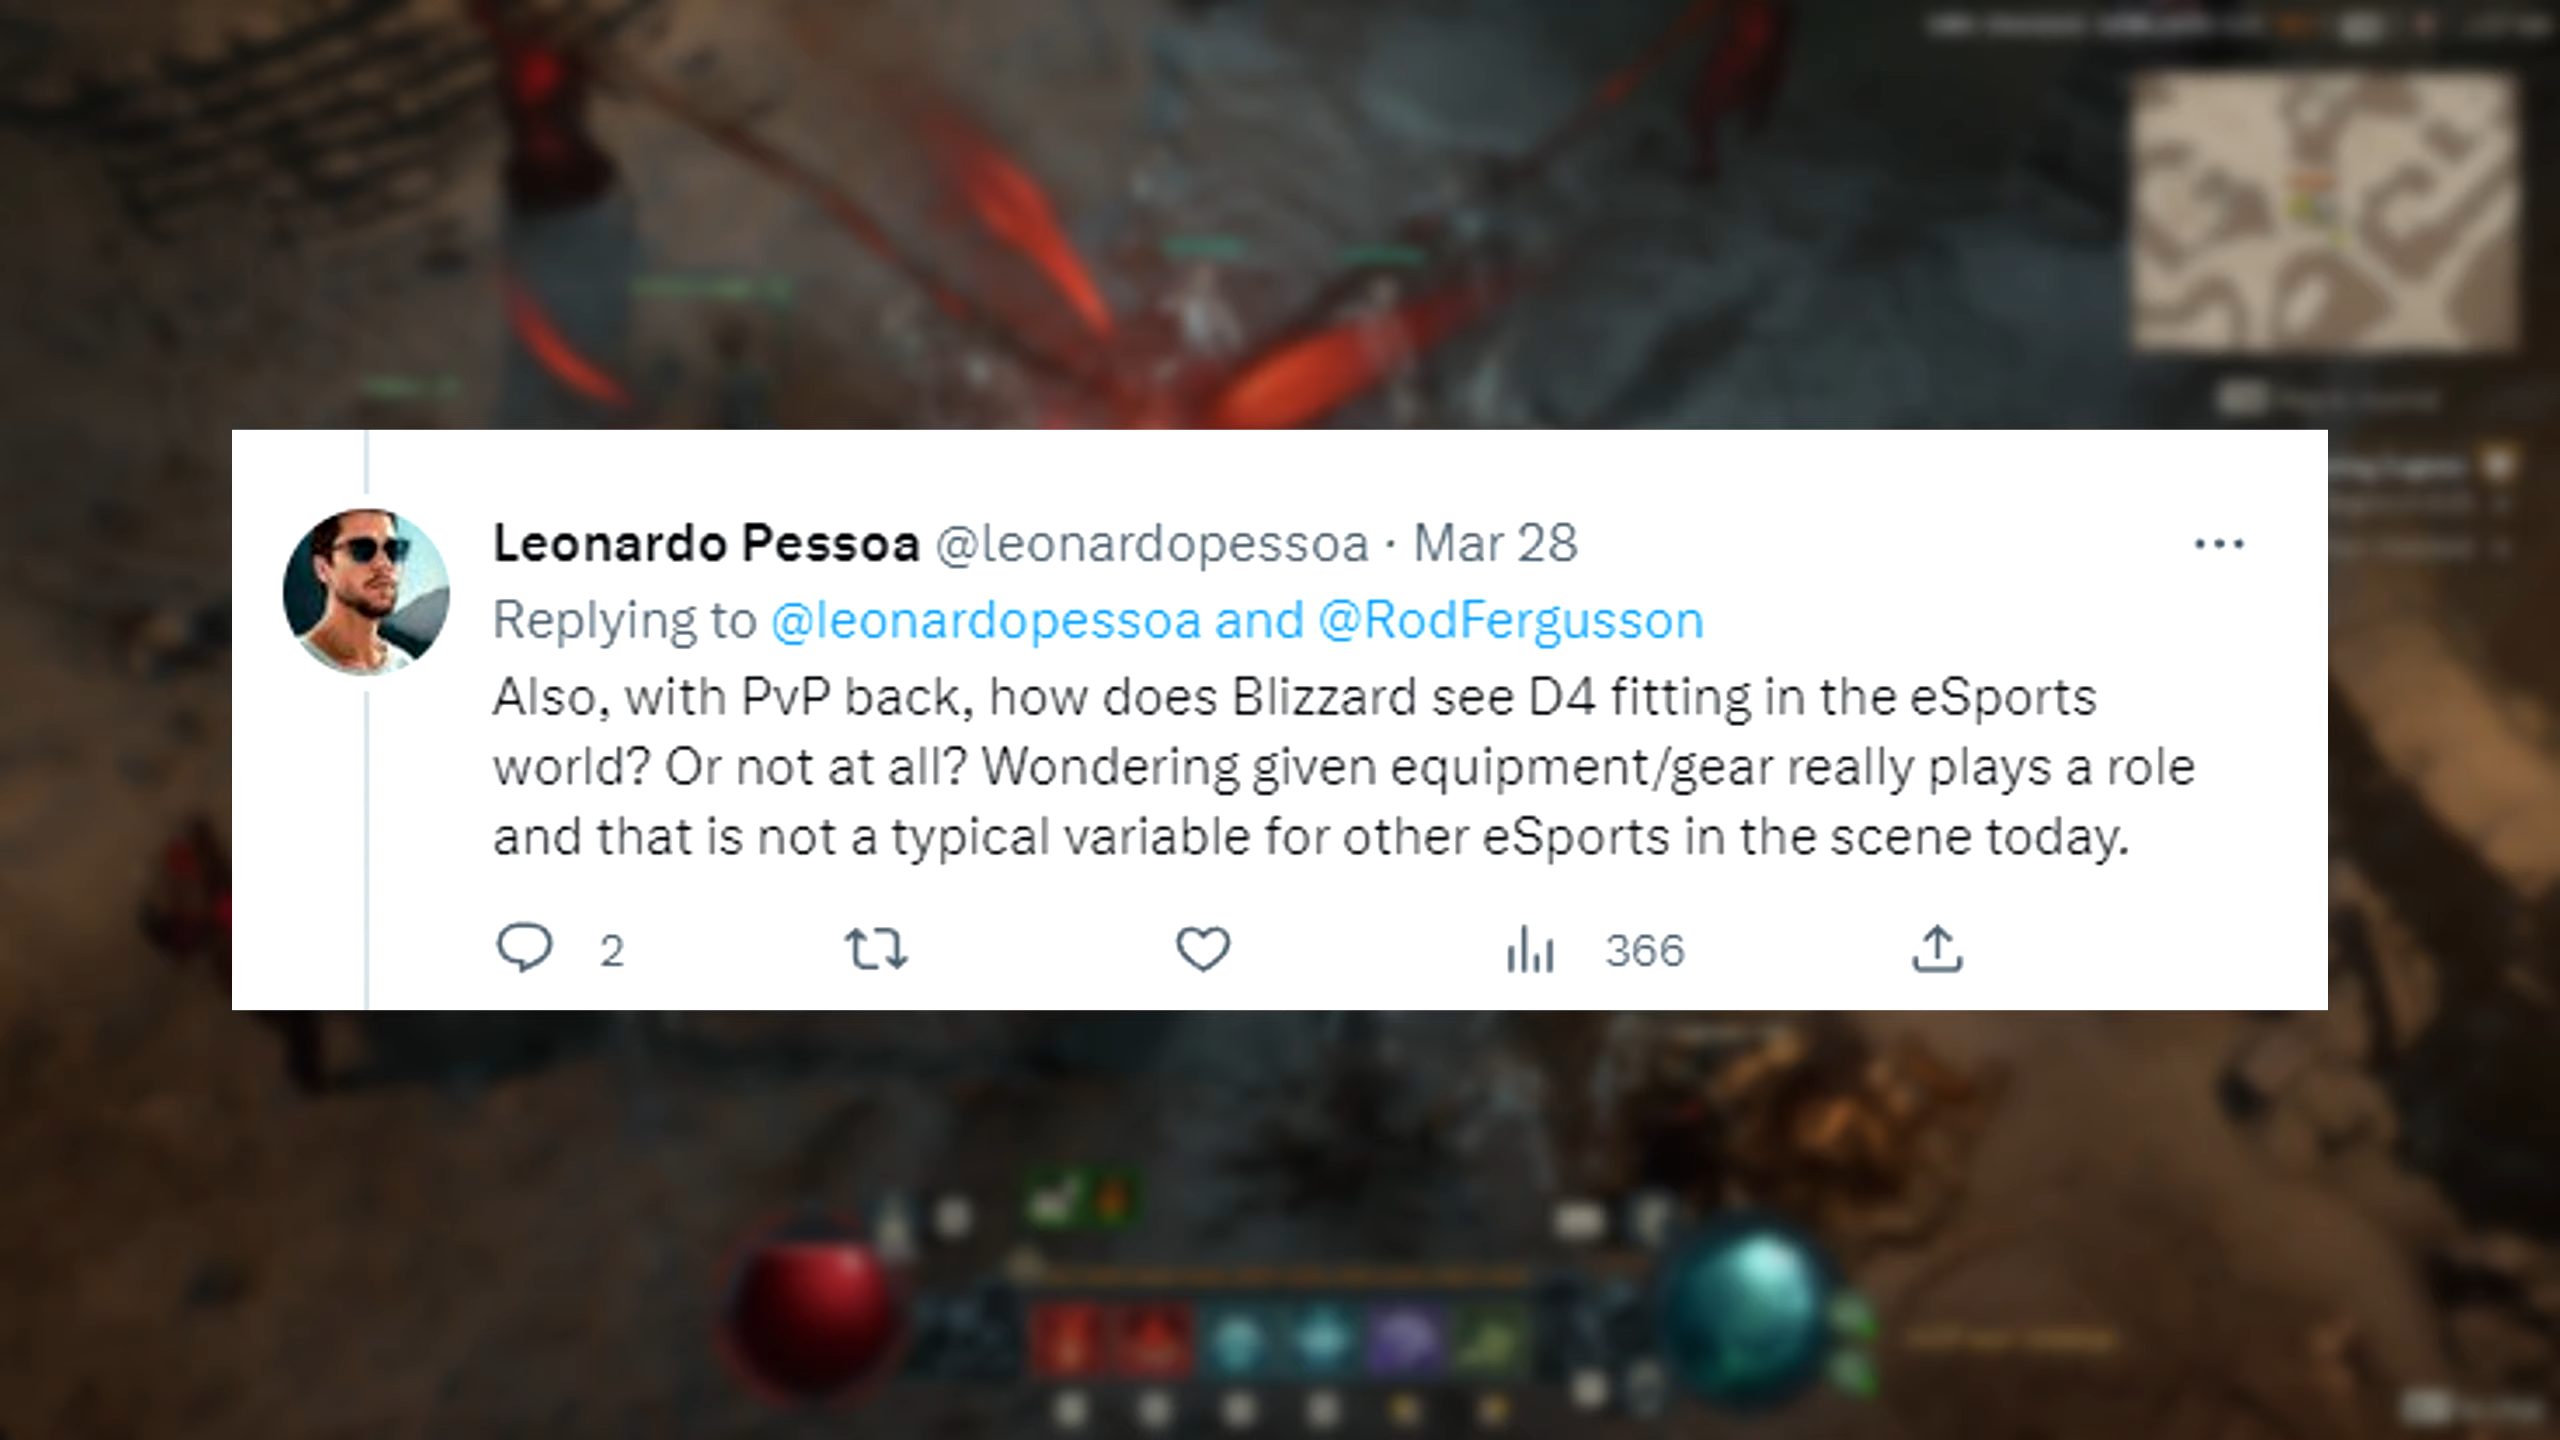 Leonardo Pessoa @leonardopessoa · Mar 28
Replying to @leonardopessoa and @RodFergusson
Also, with PvP back, how does Blizzard see D4 fitting in the eSports
world? Or not at all? Wondering given equipment/gear really plays a role
and that is not a typical variable for other eSports in the scene today.
2 366